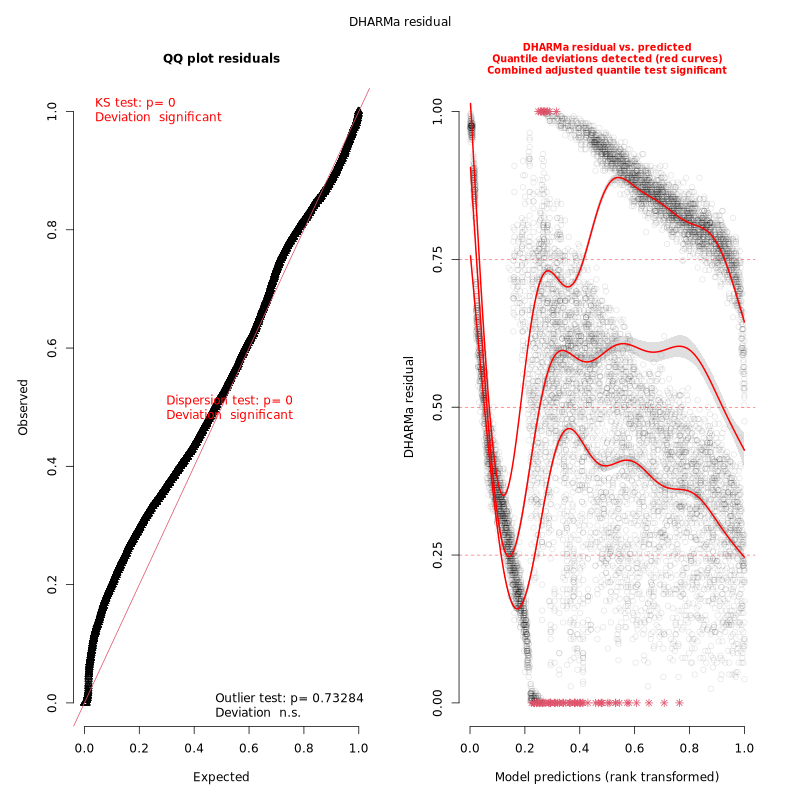 DHARMa residual
QQ plot residuals
KS test: p= 0
Deviation  significant
Dispersion test: p= 0
Deviation  significant
Outlier test: p= 0.73284
Deviation  n.s.
Observed
0.0
0.2
0.4
0.6
0.8
1.0
0.0
0.2
0.4
0.6
0.8
1.0
Expected
DHARMa residual vs. predicted
Quantile deviations detected (red curves)
Combined adjusted quantile test significant
DHARMa residual
0.00
0.25
0.50
0.75
1.00
0.0
0.2
0.4
0.6
0.8
1.0
Model predictions (rank transformed)